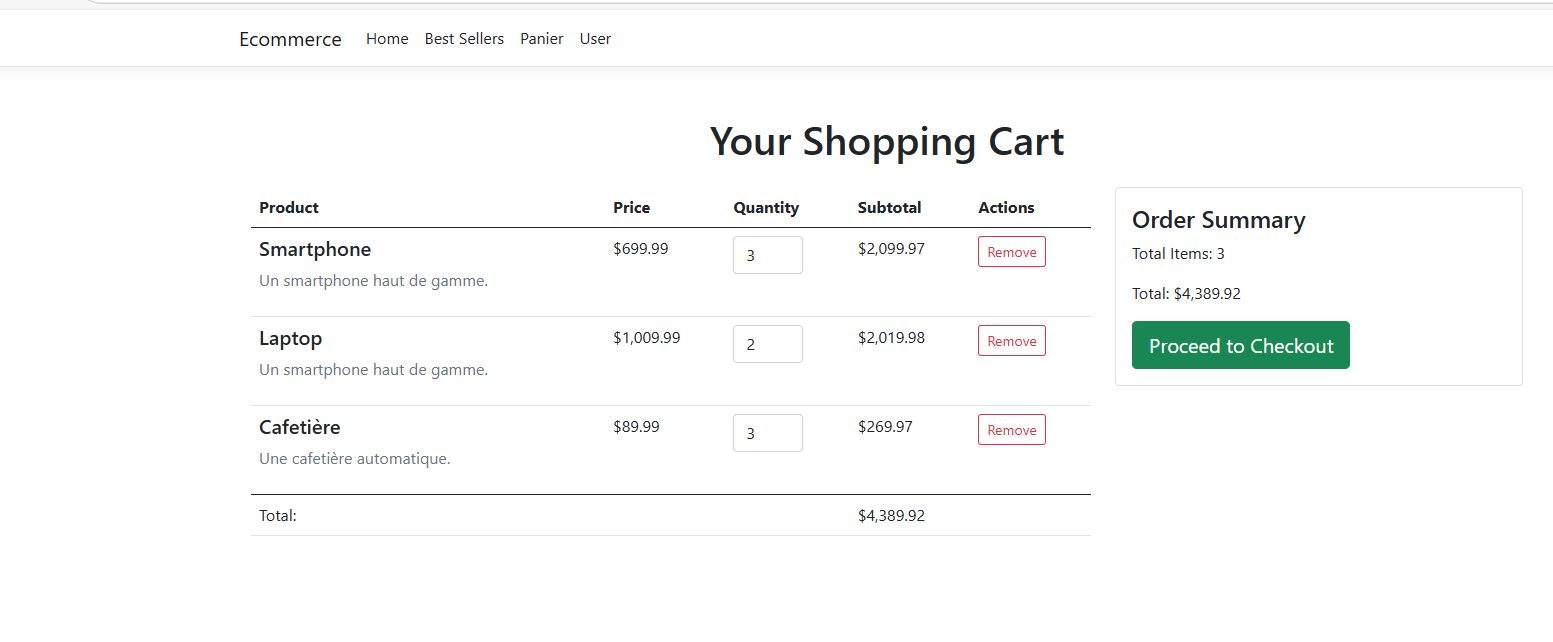 Ecommerce Home Best Sellers Panier User
Your Shopping Cart
Product Price Quantity Subtotal Actions
Smartphone $699.99 3 $2,099.97 Remove
Un smartphone haut de gamme.
Laptop $1,009.99 2 $2,019.98 Remove
Un smartphone haut de gamme.
Cafetière $89.99 3 $269.97 Remove
Une cafetière automatique.
Total: $4,389.92
Order Summary
Total Items: 3
Total: $4,389.92
Proceed to Checkout